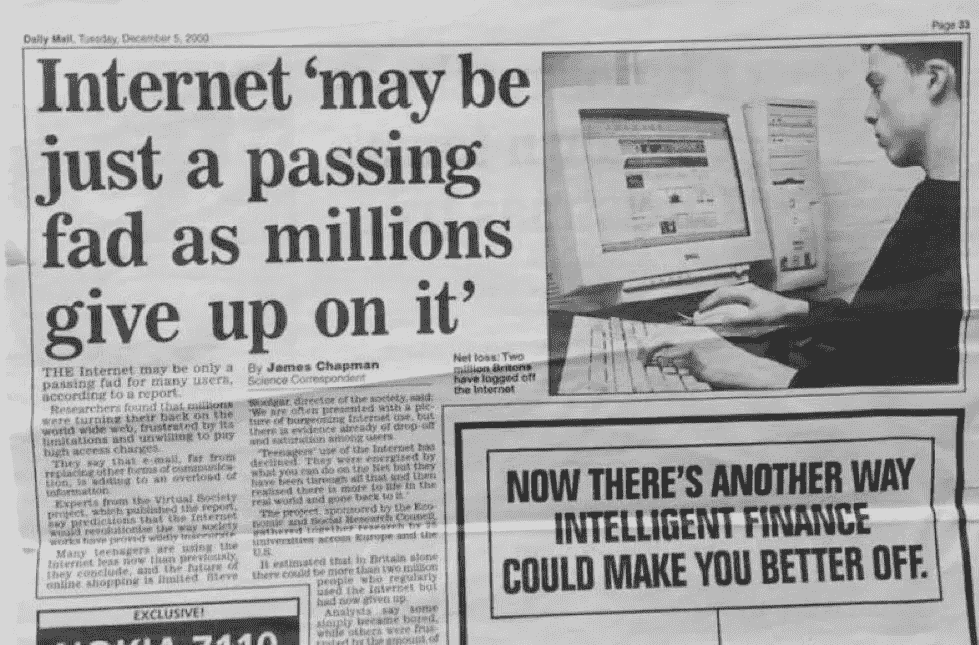 Daily Mail, Tuesday, December 5, 2000
Page 33
Internet ‘may be
just a passing
fad as millions
give up on it’
THE Internet may be only a
passing fad for many users,
according to a report.
Researchers found that millions
were turning their back on the
world wide web, frustrated by its
limitations and unwilling to pay
high access charges.
They say that e-mail, far from
replacing other forms of communica-
tion, is adding to an overload of
information.
Experts from the Virtual Society
project, which published the report,
say predictions that the Internet
would revolutionise the way society
works have proved wildly inaccurate.
Many teenagers are using the
Internet less now than previously,
they conclude, and the future of
online shopping is limited. Steve
By James Chapman
Science Correspondent
Woolgar, director of the society, said:
‘We are often presented with a pic-
ture of burgeoning Internet use, but
there is evidence already of drop-off
and saturation among users.
‘Teenagers’ use of the Internet has
declined. They were energised by
what you can do on the Net but they
have been through all that and then
realised there is more to life in the
real world and gone back to it.’
The project, sponsored by the Eco-
nomic and Social Research Council,
gathered together research by 25
universities across Europe and the
U.S.
It estimated that in Britain alone
there could be more than two million
people who regularly
used the Internet but
had now given up.
Analysts say some
simply became bored,
while others were frus-
trated by the amount of
Net loss: Two
million Britons
have logged off
the Internet
DELL
NOW THERE’S ANOTHER WAY
INTELLIGENT FINANCE
COULD MAKE YOU BETTER OFF.
EXCLUSIVE!
NOKIA 7110